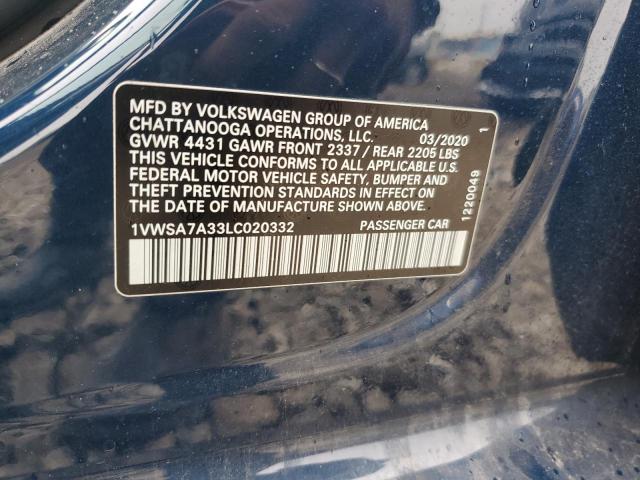 MFD BY VOLKSWAGEN GROUP OF AMERICA
CHATTANOOGA OPERATIONS, LLC. 03/2020 1
GVWR 4431 GAWR FRONT 2337 / REAR 2205 LBS
THIS VEHICLE CONFORMS TO ALL APPLICABLE U.S.
FEDERAL MOTOR VEHICLE SAFETY, BUMPER AND
THEFT PREVENTION STANDARDS IN EFFECT ON
THE DATE OF MANUFACTURE SHOWN ABOVE.
1220049
1VWSA7A33LC020332 PASSENGER CAR